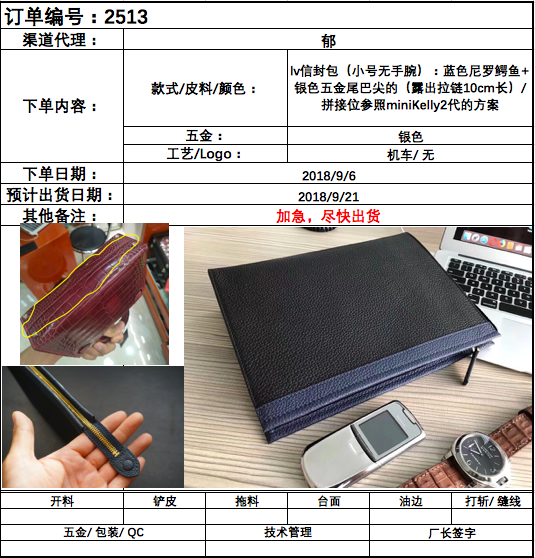 订单编号：2513
渠道代理：
郁
下单内容：
款式/皮料/颜色：
lv信封包（小号无手腕）：蓝色尼罗鳄鱼+
银色五金尾巴尖的（露出拉链10cm长）/
拼接位参照miniKelly2代的方案
五金：
银色
工艺/Logo：
机车/ 无
下单日期：
2018/9/6
预计出货日期：
2018/9/21
其他备注：
加急，尽快出货
开料
铲皮
拖料
台面
油边
打斩/ 缝线
五金/ 包装/ QC
技术管理
厂长签字